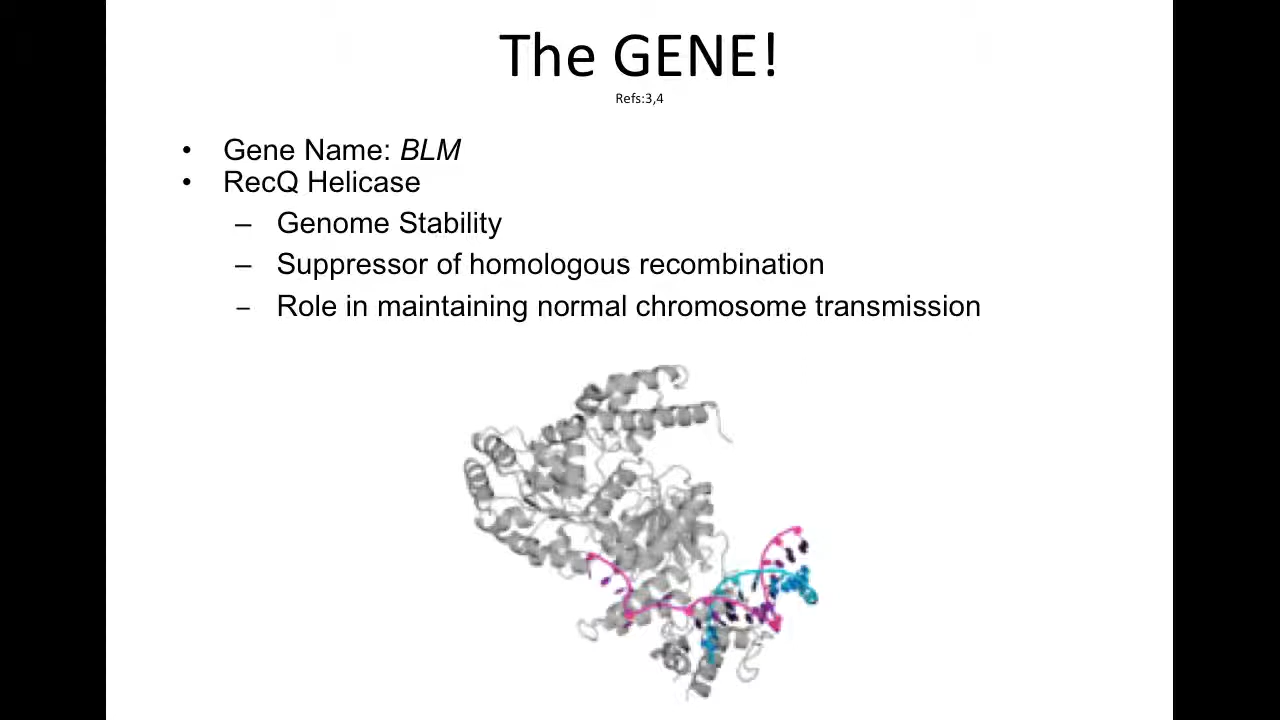 The GENE!
Refs:3,4
• Gene Name: BLM
• RecQ Helicase
– Genome Stability
– Suppressor of homologous recombination
– Role in maintaining normal chromosome transmission